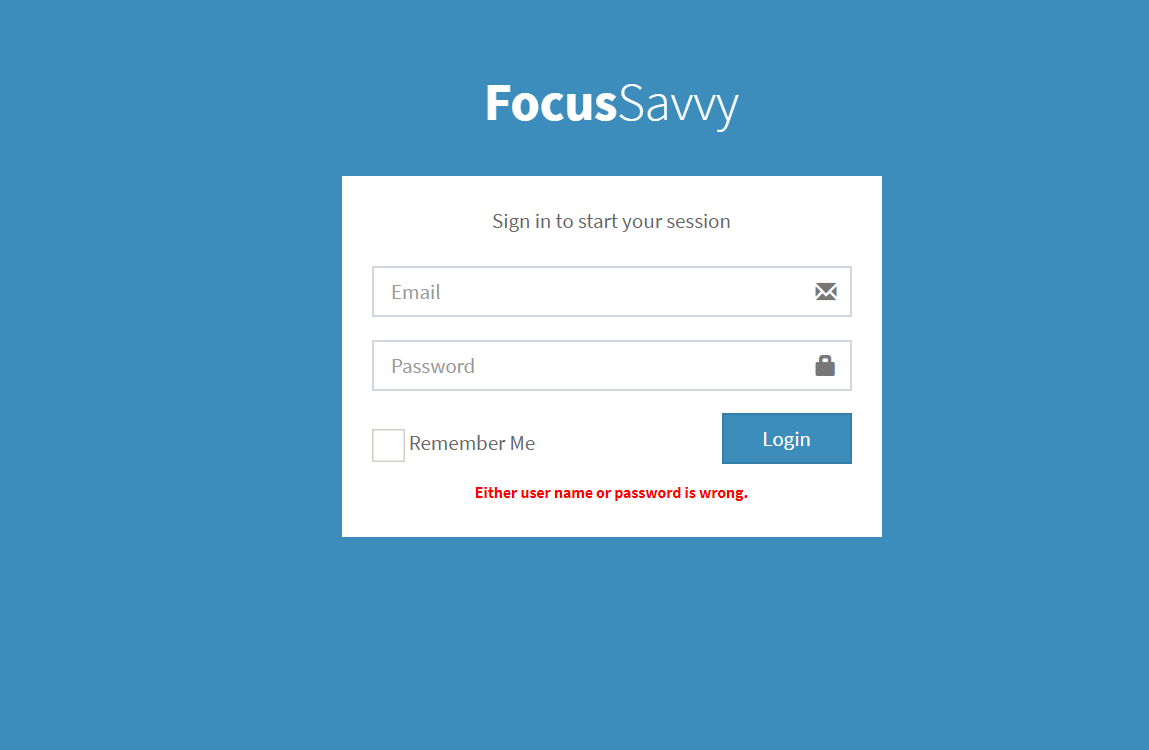 FocusSavvy
Sign in to start your session
Email
Password
Remember Me
Login
Either user name or password is wrong.